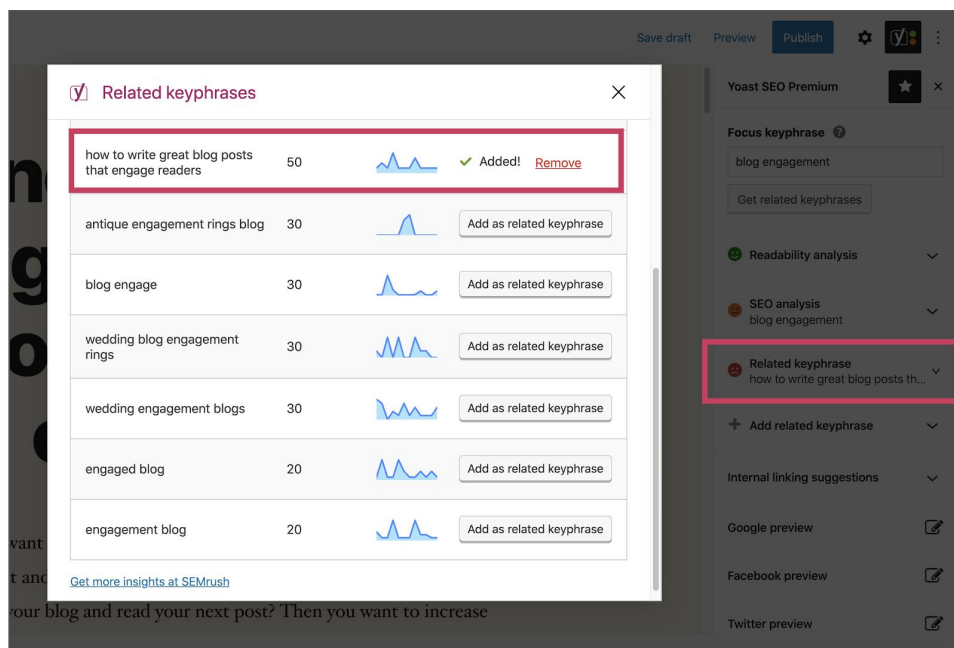 Save draft Preview Publish
Related keyphrases
how to write great blog posts
that engage readers
50
Added! Remove
antique engagement rings blog 30 Add as related keyphrase
blog engage 30 Add as related keyphrase
wedding blog engagement
rings
30 Add as related keyphrase
wedding engagement blogs 30 Add as related keyphrase
engaged blog 20 Add as related keyphrase
engagement blog 20 Add as related keyphrase
Get more insights at SEMrush
want
t and
your blog and read your next post? Then you want to increase
Yoast SEO Premium
Focus keyphrase
blog engagement
Get related keyphrases
Readability analysis
SEO analysis
blog engagement
Related keyphrase
how to write great blog posts th...
Add related keyphrase
Internal linking suggestions
Google preview
Facebook preview
Twitter preview